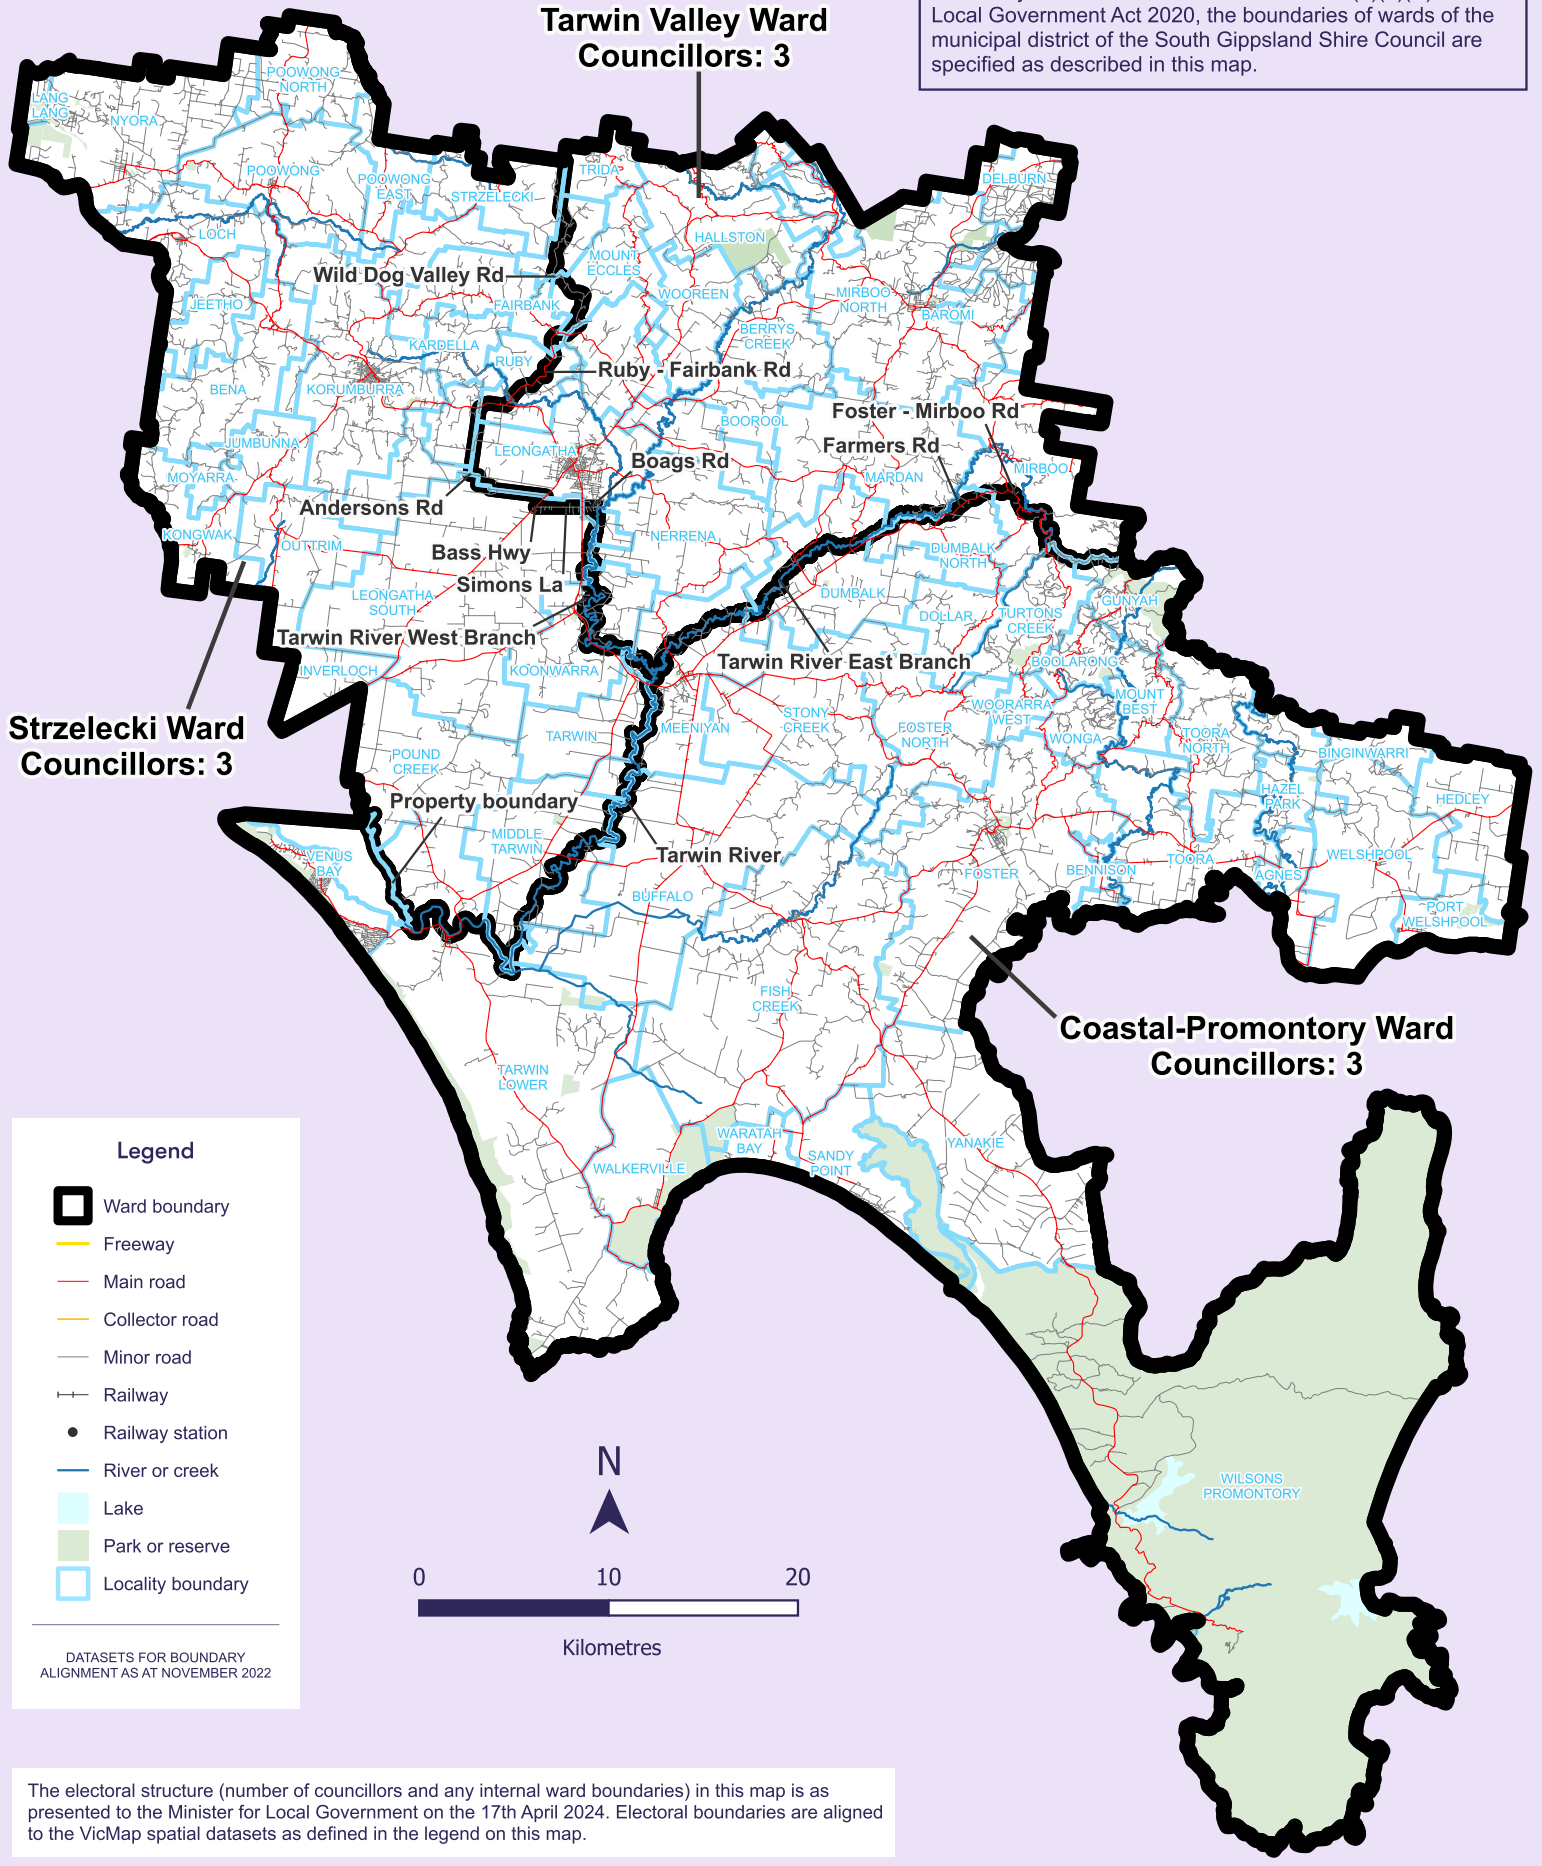 Local Government Act 2020, the boundaries of wards of the
municipal district of the South Gippsland Shire Council are
specified as described in this map.
Tarwin Valley Ward
Councillors: 3
POOWONG
NORTH
LANG
LANG
NYORA
POOWONG
POOWONG
EAST
STRZELECKI
TRIDA
DELBURN
LOCH
HALLSTON
MOUNT
ECCLES
Wild Dog Valley Rd
WOOREEN
MIRBOO
NORTH
JEETHO
FAIRBANK
BAROMI
BERRYS
CREEK
KARDELLA
RUBY
Ruby - Fairbank Rd
BENA
KORUMBURRA
Foster - Mirboo Rd
BOOROOL
JUMBUNNA
LEONGATHA
Farmers Rd
Boags Rd
MIRBOO
MOYARRA
MARDAN
Andersons Rd
KONGWAK
OUTTRIM
NERRENA
Bass Hwy
DUMBALK
NORTH
Simons La
LEONGATHA
SOUTH
DUMBALK
GUNYAH
DOLLAR
TURTONS
CREEK
Tarwin River West Branch
INVERLOCH
KOONWARRA
Tarwin River East Branch
BOOLARONG
MOUNT
BEST
WOORARRA
WEST
Strzelecki Ward
Councillors: 3
TARWIN
MEENIYAN
STONY
CREEK
FOSTER
NORTH
WONGA
TOORA
NORTH
POUND
CREEK
BINGINWARRI
HAZEL
PARK
HEDLEY
Property boundary
MIDDLE
TARWIN
Tarwin River
VENUS
BAY
FOSTER
BENNISON
TOORA
AGNES
WELSHPOOL
BUFFALO
PORT
WELSHPOOL
FISH
CREEK
Coastal-Promontory Ward
Councillors: 3
TARWIN
LOWER
WARATAH
BAY
YANAKIE
WALKERVILLE
SANDY
POINT
WILSONS
PROMONTORY
Legend
Ward boundary
Freeway
Main road
Collector road
Minor road
Railway
Railway station
River or creek
Lake
Park or reserve
Locality boundary
DATASETS FOR BOUNDARY
ALIGNMENT AS AT NOVEMBER 2022
N
0 10 20
Kilometres
The electoral structure (number of councillors and any internal ward boundaries) in this map is as
presented to the Minister for Local Government on the 17th April 2024. Electoral boundaries are aligned
to the VicMap spatial datasets as defined in the legend on this map.